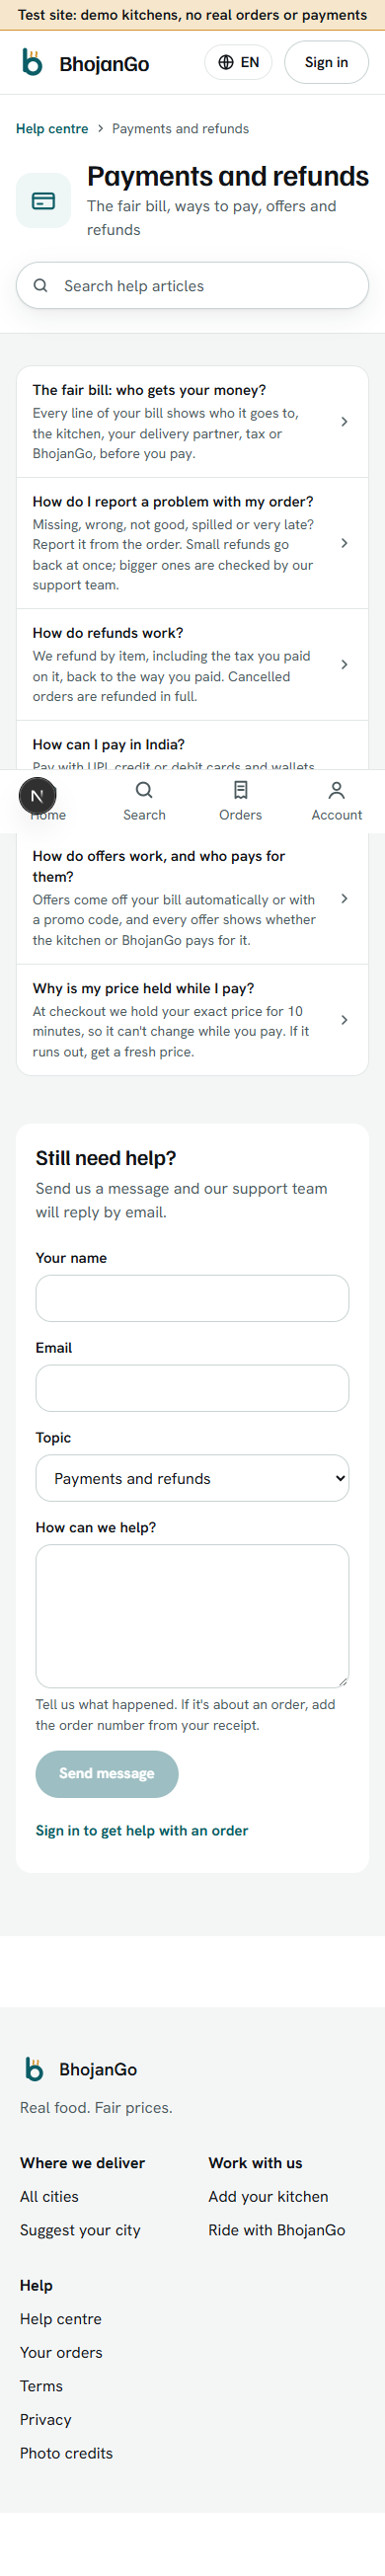 Test site: demo kitchens, no real orders or payments
BhojanGo
EN
Sign in
Help centre
Payments and refunds
Payments and refunds
The fair bill, ways to pay, offers and
refunds
Search help articles
The fair bill: who gets your money?
Every line of your bill shows who it goes to,
the kitchen, your delivery partner, tax or
BhojanGo, before you pay.
How do I report a problem with my order?
Missing, wrong, not good, spilled or very late?
Report it from the order. Small refunds go
back at once; bigger ones are checked by our
support team.
How do refunds work?
We refund by item, including the tax you paid
on it, back to the way you paid. Cancelled
orders are refunded in full.
How can I pay in India?
Pay with UPI, credit or debit cards and wallets
N
Home
Search
Orders
Account
How do offers work, and who pays for
them?
Offers come off your bill automatically or with
a promo code, and every offer shows whether
the kitchen or BhojanGo pays for it.
Why is my price held while I pay?
At checkout we hold your exact price for 10
minutes, so it can't change while you pay. If it
runs out, get a fresh price.
Still need help?
Send us a message and our support team
will reply by email.
Your name
Email
Topic
Payments and refunds
How can we help?
Tell us what happened. If it's about an order, add
the order number from your receipt.
Send message
Sign in to get help with an order
BhojanGo
Real food. Fair prices.
Where we deliver
All cities
Suggest your city
Work with us
Add your kitchen
Ride with BhojanGo
Help
Help centre
Your orders
Terms
Privacy
Photo credits